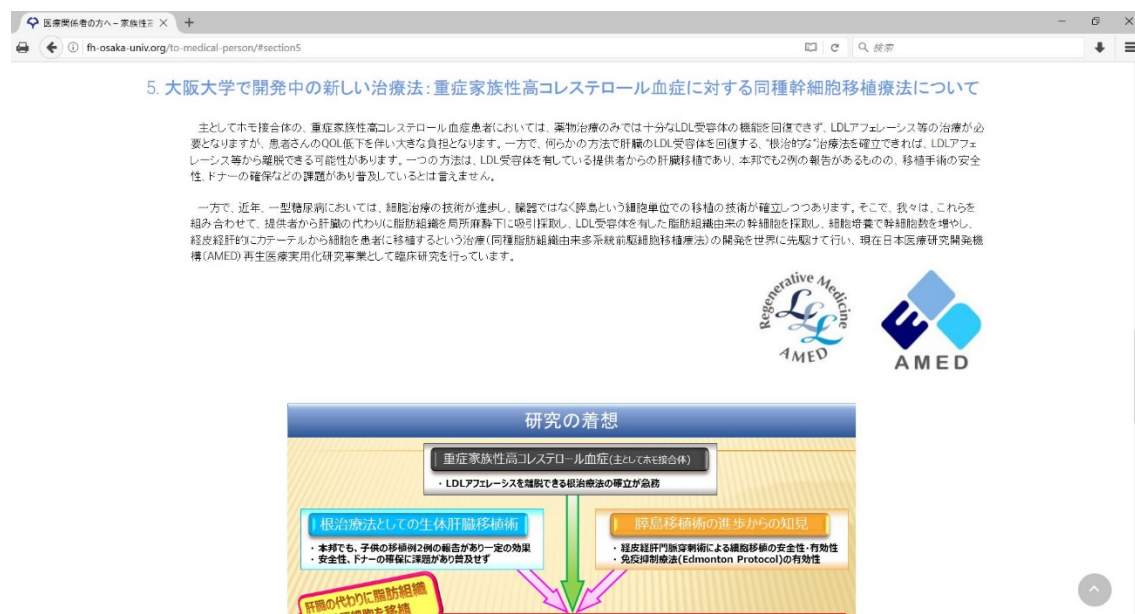 医療関係者の方へ – 家族性高
fh-osaka-univ.org/to-medical-person/#section5
検索
5. 大阪大学で開発中の新しい治療法：重症家族性高コレステロール血症に対する同種幹細胞移植療法について
主としてホモ接合体の、重症家族性高コレステロール血症患者においては、薬物治療のみでは十分なLDL受容体の機能を回復できず、LDLアフェレーシス等の治療が必
要となりますが、患者さんのQOL低下を伴い大きな負担となります。一方で、何らかの方法で肝臓のLDL受容体を回復する、“根治的な”治療法を確立できれば、LDLアフェ
レーシス等から離脱できる可能性があります。一つの方法は、LDL受容体を有している提供者からの肝臓移植であり、本邦でも2例の報告があるものの、移植手術の安全
性、ドナーの確保などの課題があり普及しているとは言えません。
一方で、近年、一型糖尿病においては、細胞治療の技術が進歩し、臓器ではなく膵島という細胞単位での移植の技術が確立しつつあります。そこで、我々は、これらを
組み合わせて、提供者から肝臓の代わりに脂肪組織を局所麻酔下に吸引採取し、LDL受容体を有した脂肪組織由来の幹細胞を採取し、細胞培養で幹細胞数を増やし、
経皮経肝的にカテーテルから細胞を患者に移植するという治療（同種脂肪組織由来多系統前駆細胞移植療法）の開発を世界に先駆けて行い、現在日本医療研究開発機
構（AMED）再生医療実用化研究事業として臨床研究を行っています。
Regenerative Medicine
AMED
AMED
研究の着想
重症家族性高コレステロール血症(主としてホモ接合体)
・LDLアフェレーシスを離脱できる根治療法の確立が急務
根治療法としての生体肝臓移植術
膵島移植術の進歩からの知見
・本邦でも、子供の移植例2例の報告があり一定の効果
・安全性、ドナーの確保に課題があり普及せず
・経皮経肝門脈穿刺術による細胞移植の安全性・有効性
・免疫抑制療法(Edmonton Protocol)の有効性
肝臓の代わりに脂肪組織